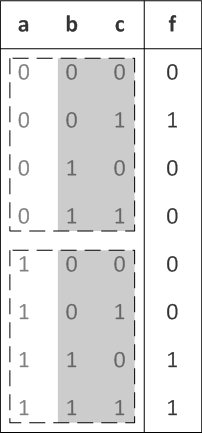 a b c f
0 0 0 0
0 0 1 1
0 1 0 0
0 1 1 0
1 0 0 0
1 0 1 0
1 1 0 1
1 1 1 1